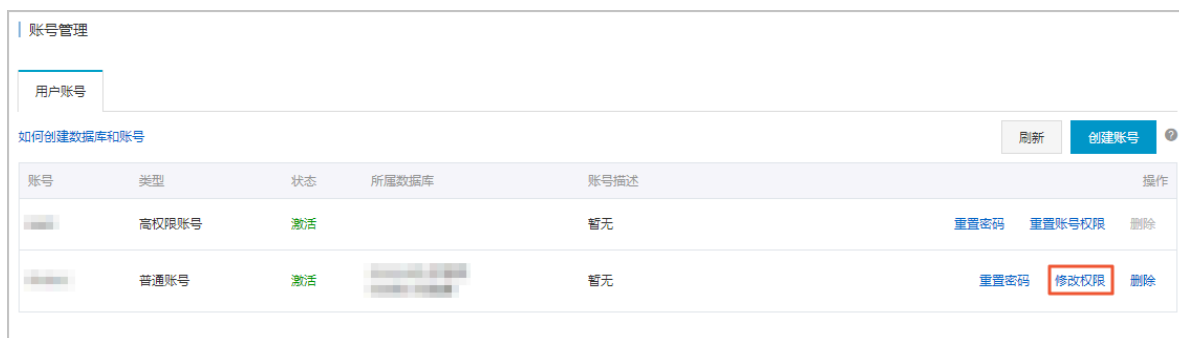 账号管理
用户账号
如何创建数据库和账号 刷新 创建账号 ?
账号 类型 状态 所属数据库 账号描述 操作
高权限账号 激活 暂无 重置密码 重置账号权限 删除
普通账号 激活 暂无 重置密码 修改权限 删除